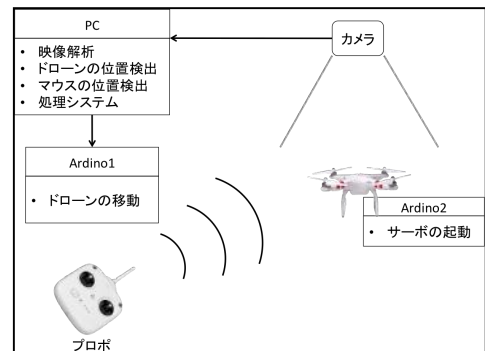 PC
• 映像解析
• ドローンの位置検出
• マウスの位置検出
• 処理システム
カメラ
Ardino1
• ドローンの移動
Ardino2
• サーボの起動
プロポ